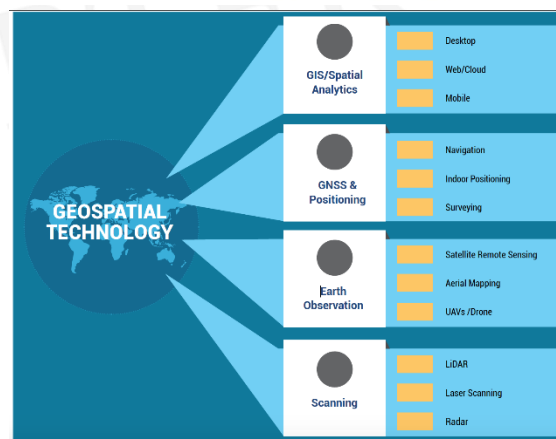 GEOSPATIAL
TECHNOLOGY
GIS/Spatial
Analytics
Desktop
Web/Cloud
Mobile
GNSS &
Positioning
Navigation
Indoor Positioning
Surveying
Earth
Observation
Satellite Remote Sensing
Aerial Mapping
UAVs /Drone
Scanning
LiDAR
Laser Scanning
Radar